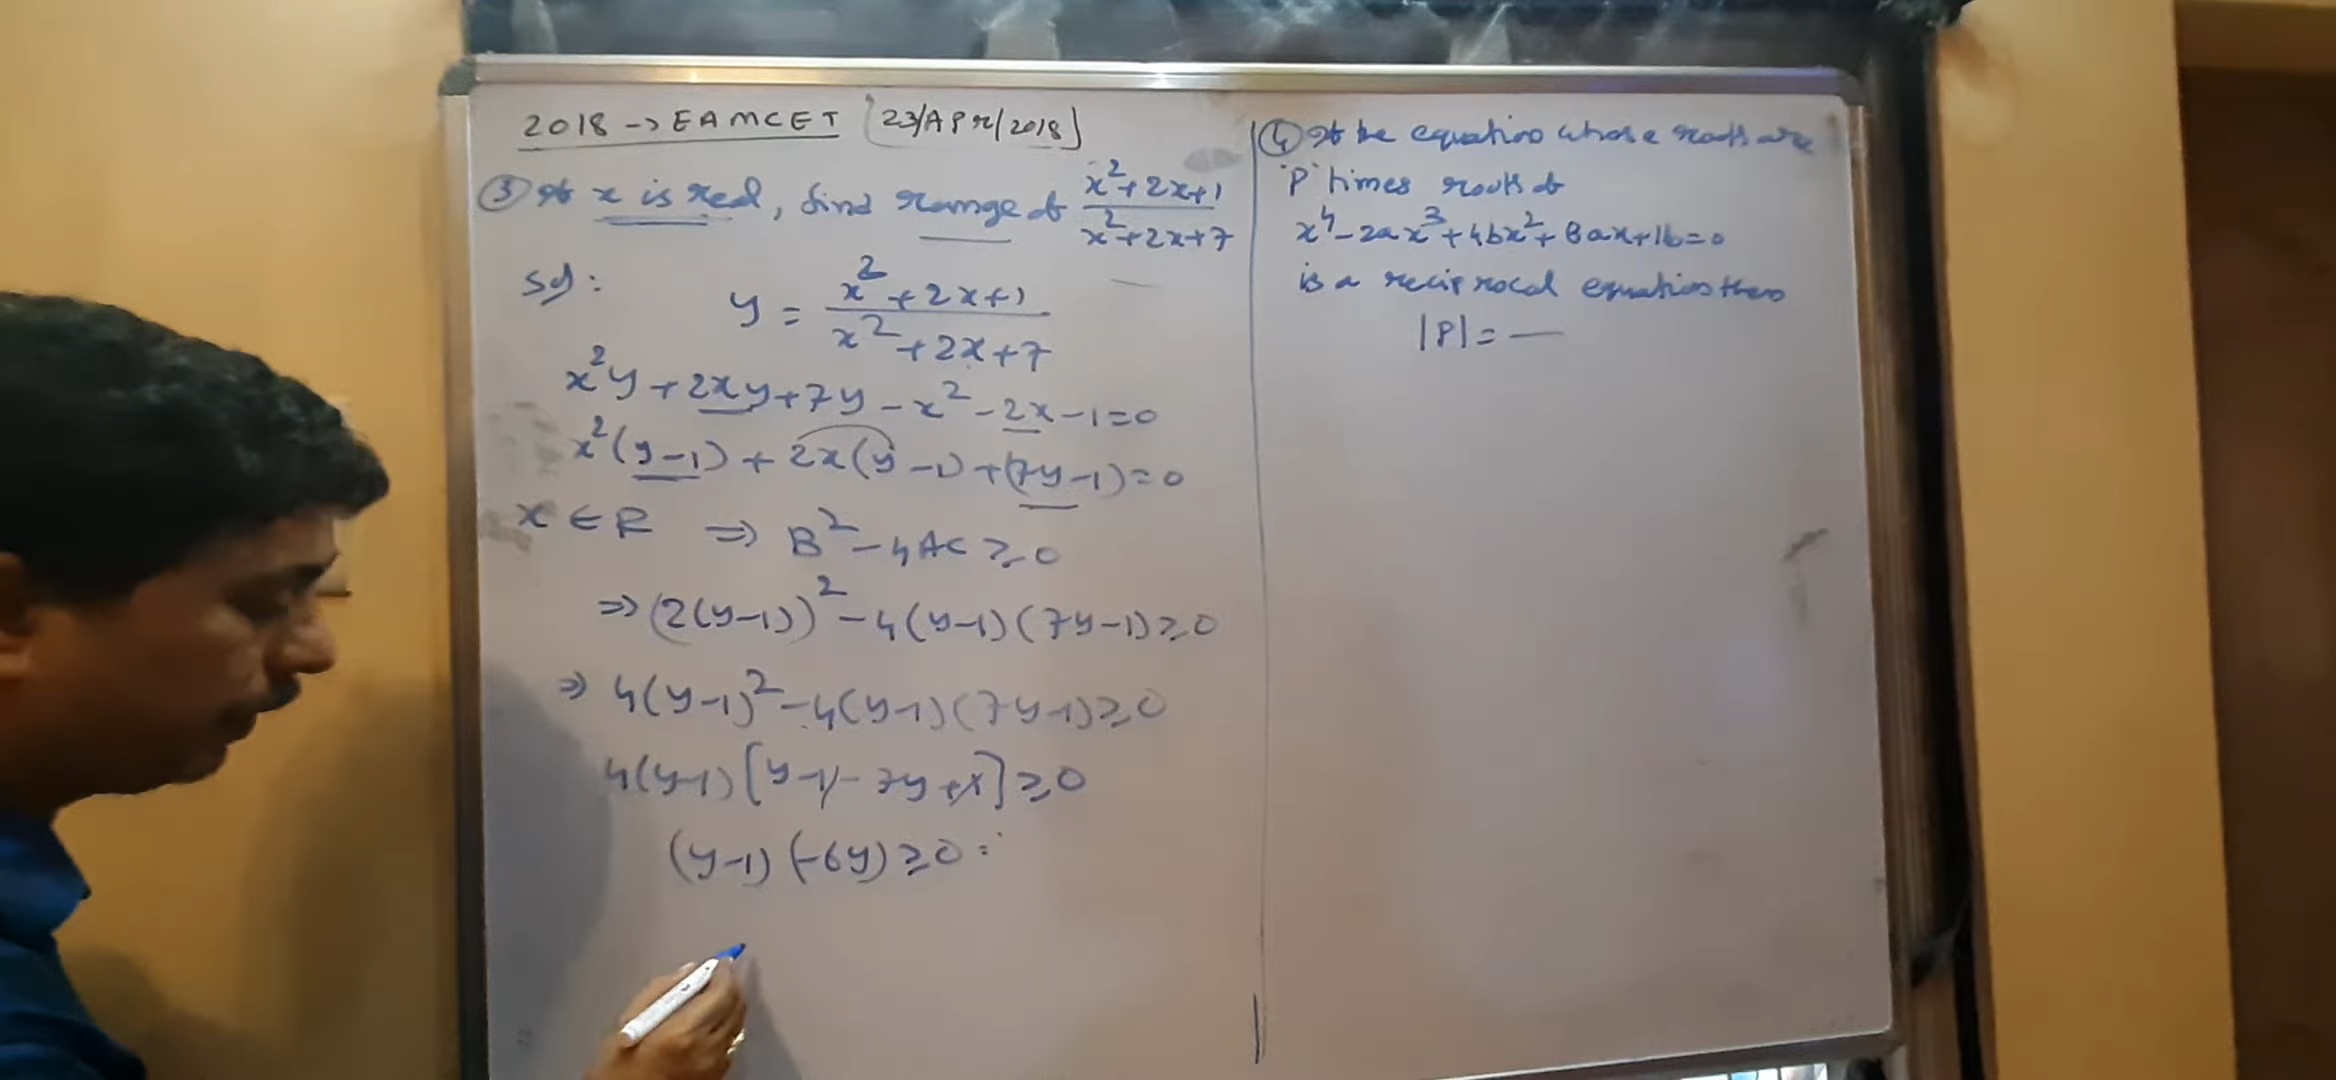 2018 -> EAMCET [23/APr/2018]
③ If x is real, find range of x²+2x+1 / x²+2x+7
Sol:
y = x²+2x+1 / x²+2x+7
x²y + 2xy + 7y - x² - 2x - 1 = 0
x²(y-1) + 2x(y-1) + (7y-1) = 0
x ∈ R ⇒ B² - 4AC ≥ 0
⇒ (2(y-1))² - 4(y-1)(7y-1) ≥ 0
⇒ 4(y-1)² - 4(y-1)(7y-1) ≥ 0
4(y-1)[y-1-7y+1] ≥ 0
(y-1)(-6y) ≥ 0
④ If the equation whose roots are
'P' times roots of
x⁴ - 2ax³ + 4bx² + 8ax + 16 = 0
is a reciprocal equation then
|P| = —